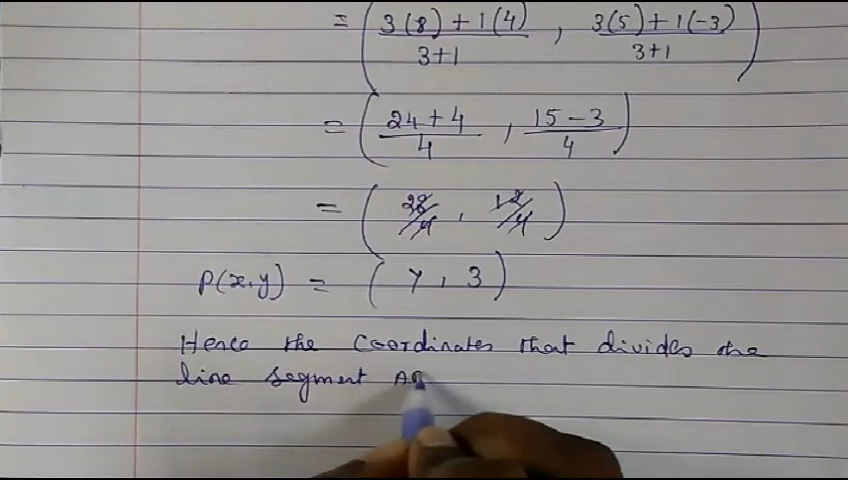 = ( 3(8)+1(4) / 3+1 , 3(5)+1(-3) / 3+1 )
= ( 24+4 / 4 , 15-3 / 4 )
= ( 28/4 , 12/4 )
P(x,y) = ( 7 , 3 )
Hence the Coordinates that divides the
line segment AB